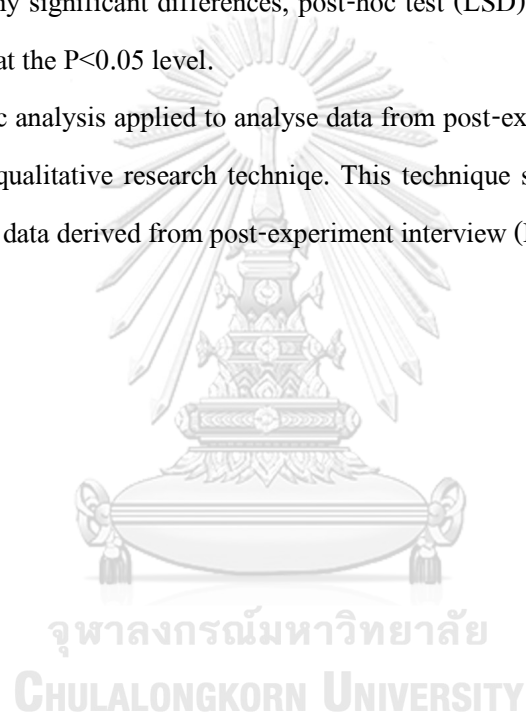 ny significant differences, post-hoc test (LSD)
at the P<0.05 level.
c analysis applied to analyse data from post-ex
qualitative research techniqe. This technique s
data derived from post-experiment interview (
จุฬาลงกรณ์มหาวิทยาลัย
CHULALONGKORN UNIVERSITY